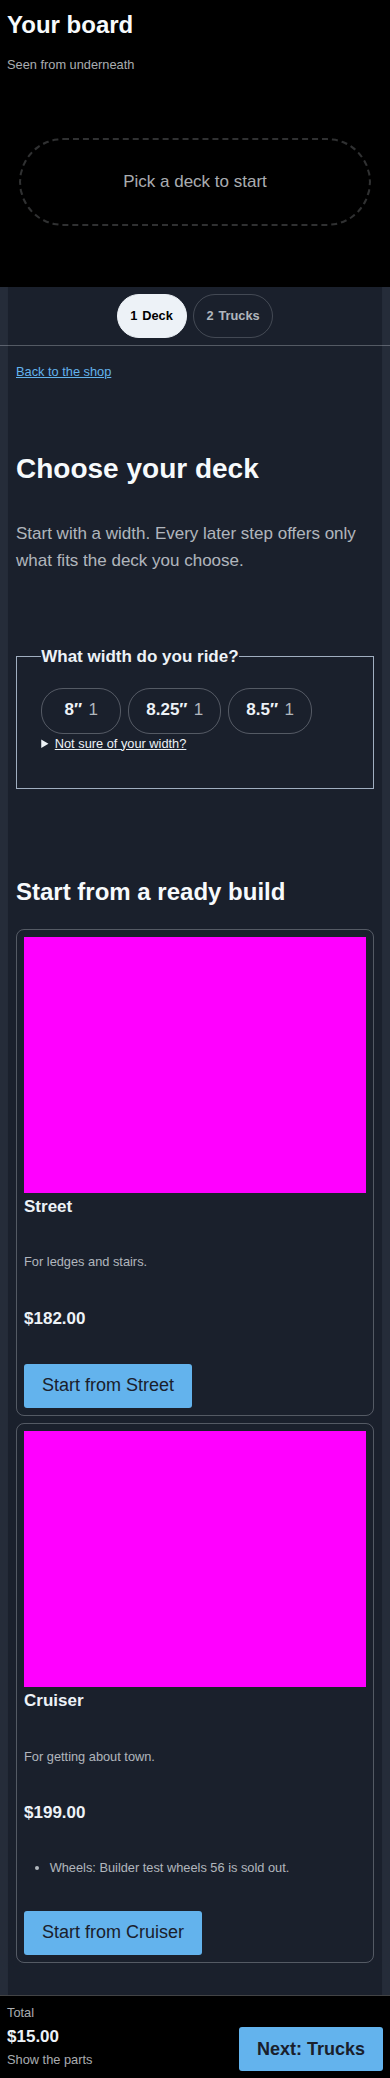 Your board
Seen from underneath
Pick a deck to start
1 Deck
2 Trucks
Back to the shop
Choose your deck
Start with a width. Every later step offers only
what fits the deck you choose.
What width do you ride?
8″ 1
8.25″ 1
8.5″ 1
Not sure of your width?
Start from a ready build
Street
For ledges and stairs.
$182.00
Start from Street
Cruiser
For getting about town.
$199.00
• Wheels: Builder test wheels 56 is sold out.
Start from Cruiser
Total
$15.00
Show the parts
Next: Trucks